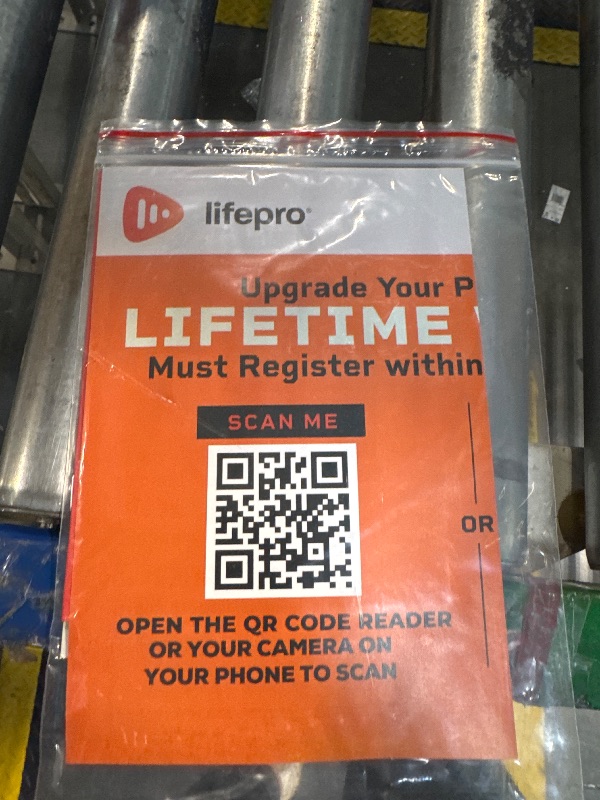 lifepro®
Upgrade Your P
LIFETIME
Must Register within
SCAN ME
OR
OPEN THE QR CODE READER
OR YOUR CAMERA ON
YOUR PHONE TO SCAN